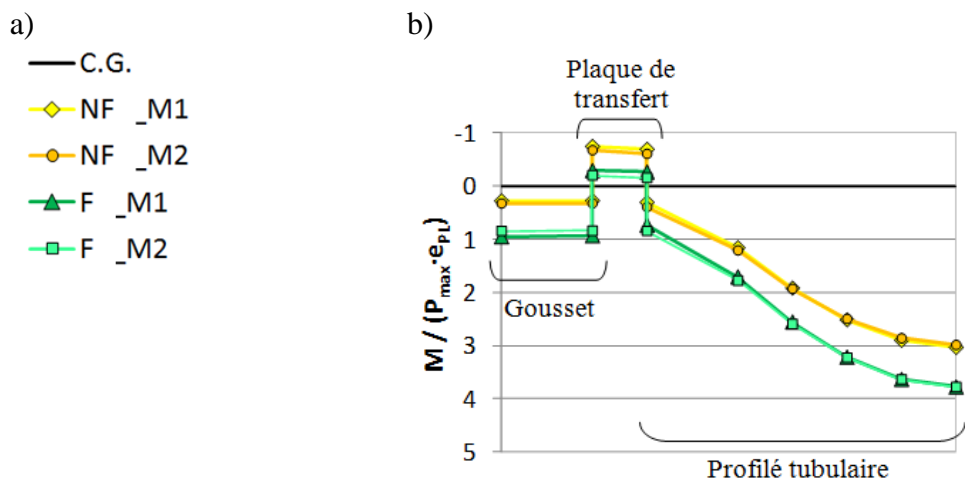 a)
C.G.
NF _M1
NF _M2
F _M1
F _M2
b)
Plaque de
transfert
-1
0
1
2
3
4
5
M / (Pmax·ePL)
Gousset
Profilé tubulaire